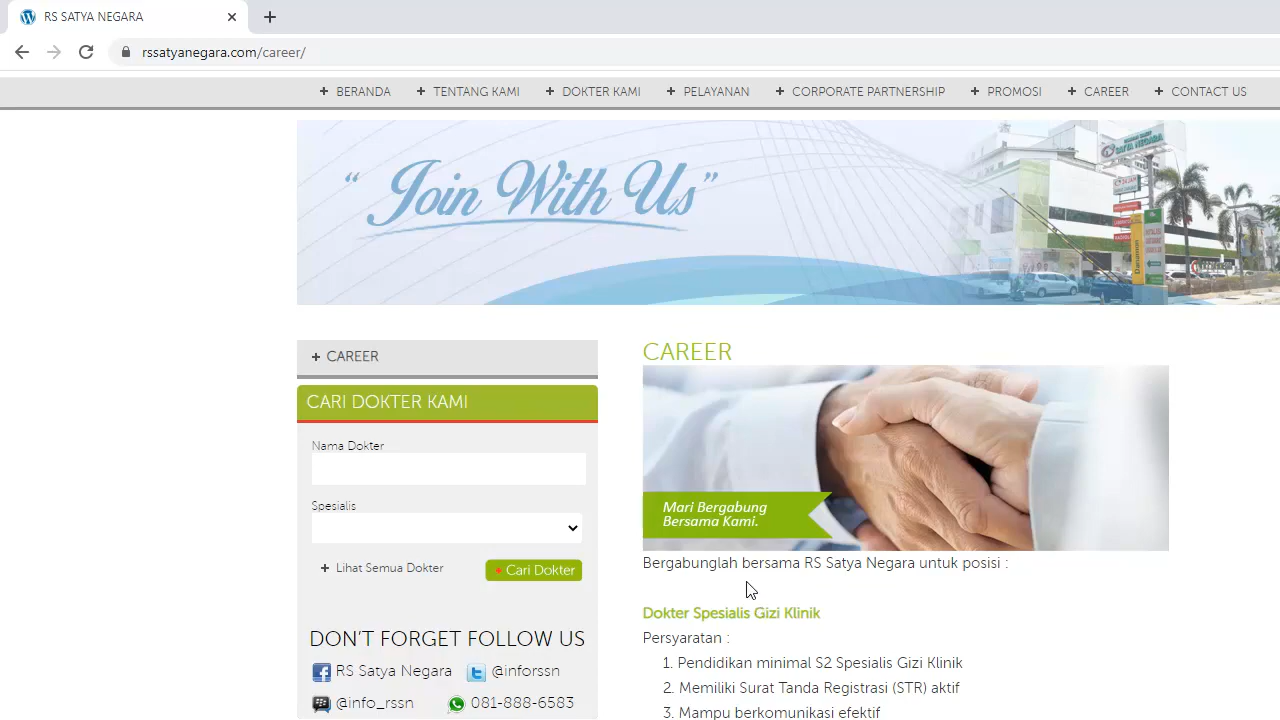 RS SATYA NEGARA
rssatyanegara.com/career/
BERANDA TENTANG KAMI DOKTER KAMI PELAYANAN CORPORATE PARTNERSHIP PROMOSI CAREER CONTACT US
“ Join With Us”
SATYA NEGARA
CAREER
CARI DOKTER KAMI
Nama Dokter
Spesialis
Lihat Semua Dokter
Cari Dokter
DON'T FORGET FOLLOW US
RS Satya Negara @inforssn
@info_rssn 081-888-6583
CAREER
Mari Bergabung
Bersama Kami.
Bergabunglah bersama RS Satya Negara untuk posisi :
Dokter Spesialis Gizi Klinik
Persyaratan :
1. Pendidikan minimal S2 Spesialis Gizi Klinik
2. Memiliki Surat Tanda Registrasi (STR) aktif
3. Mampu berkomunikasi efektif